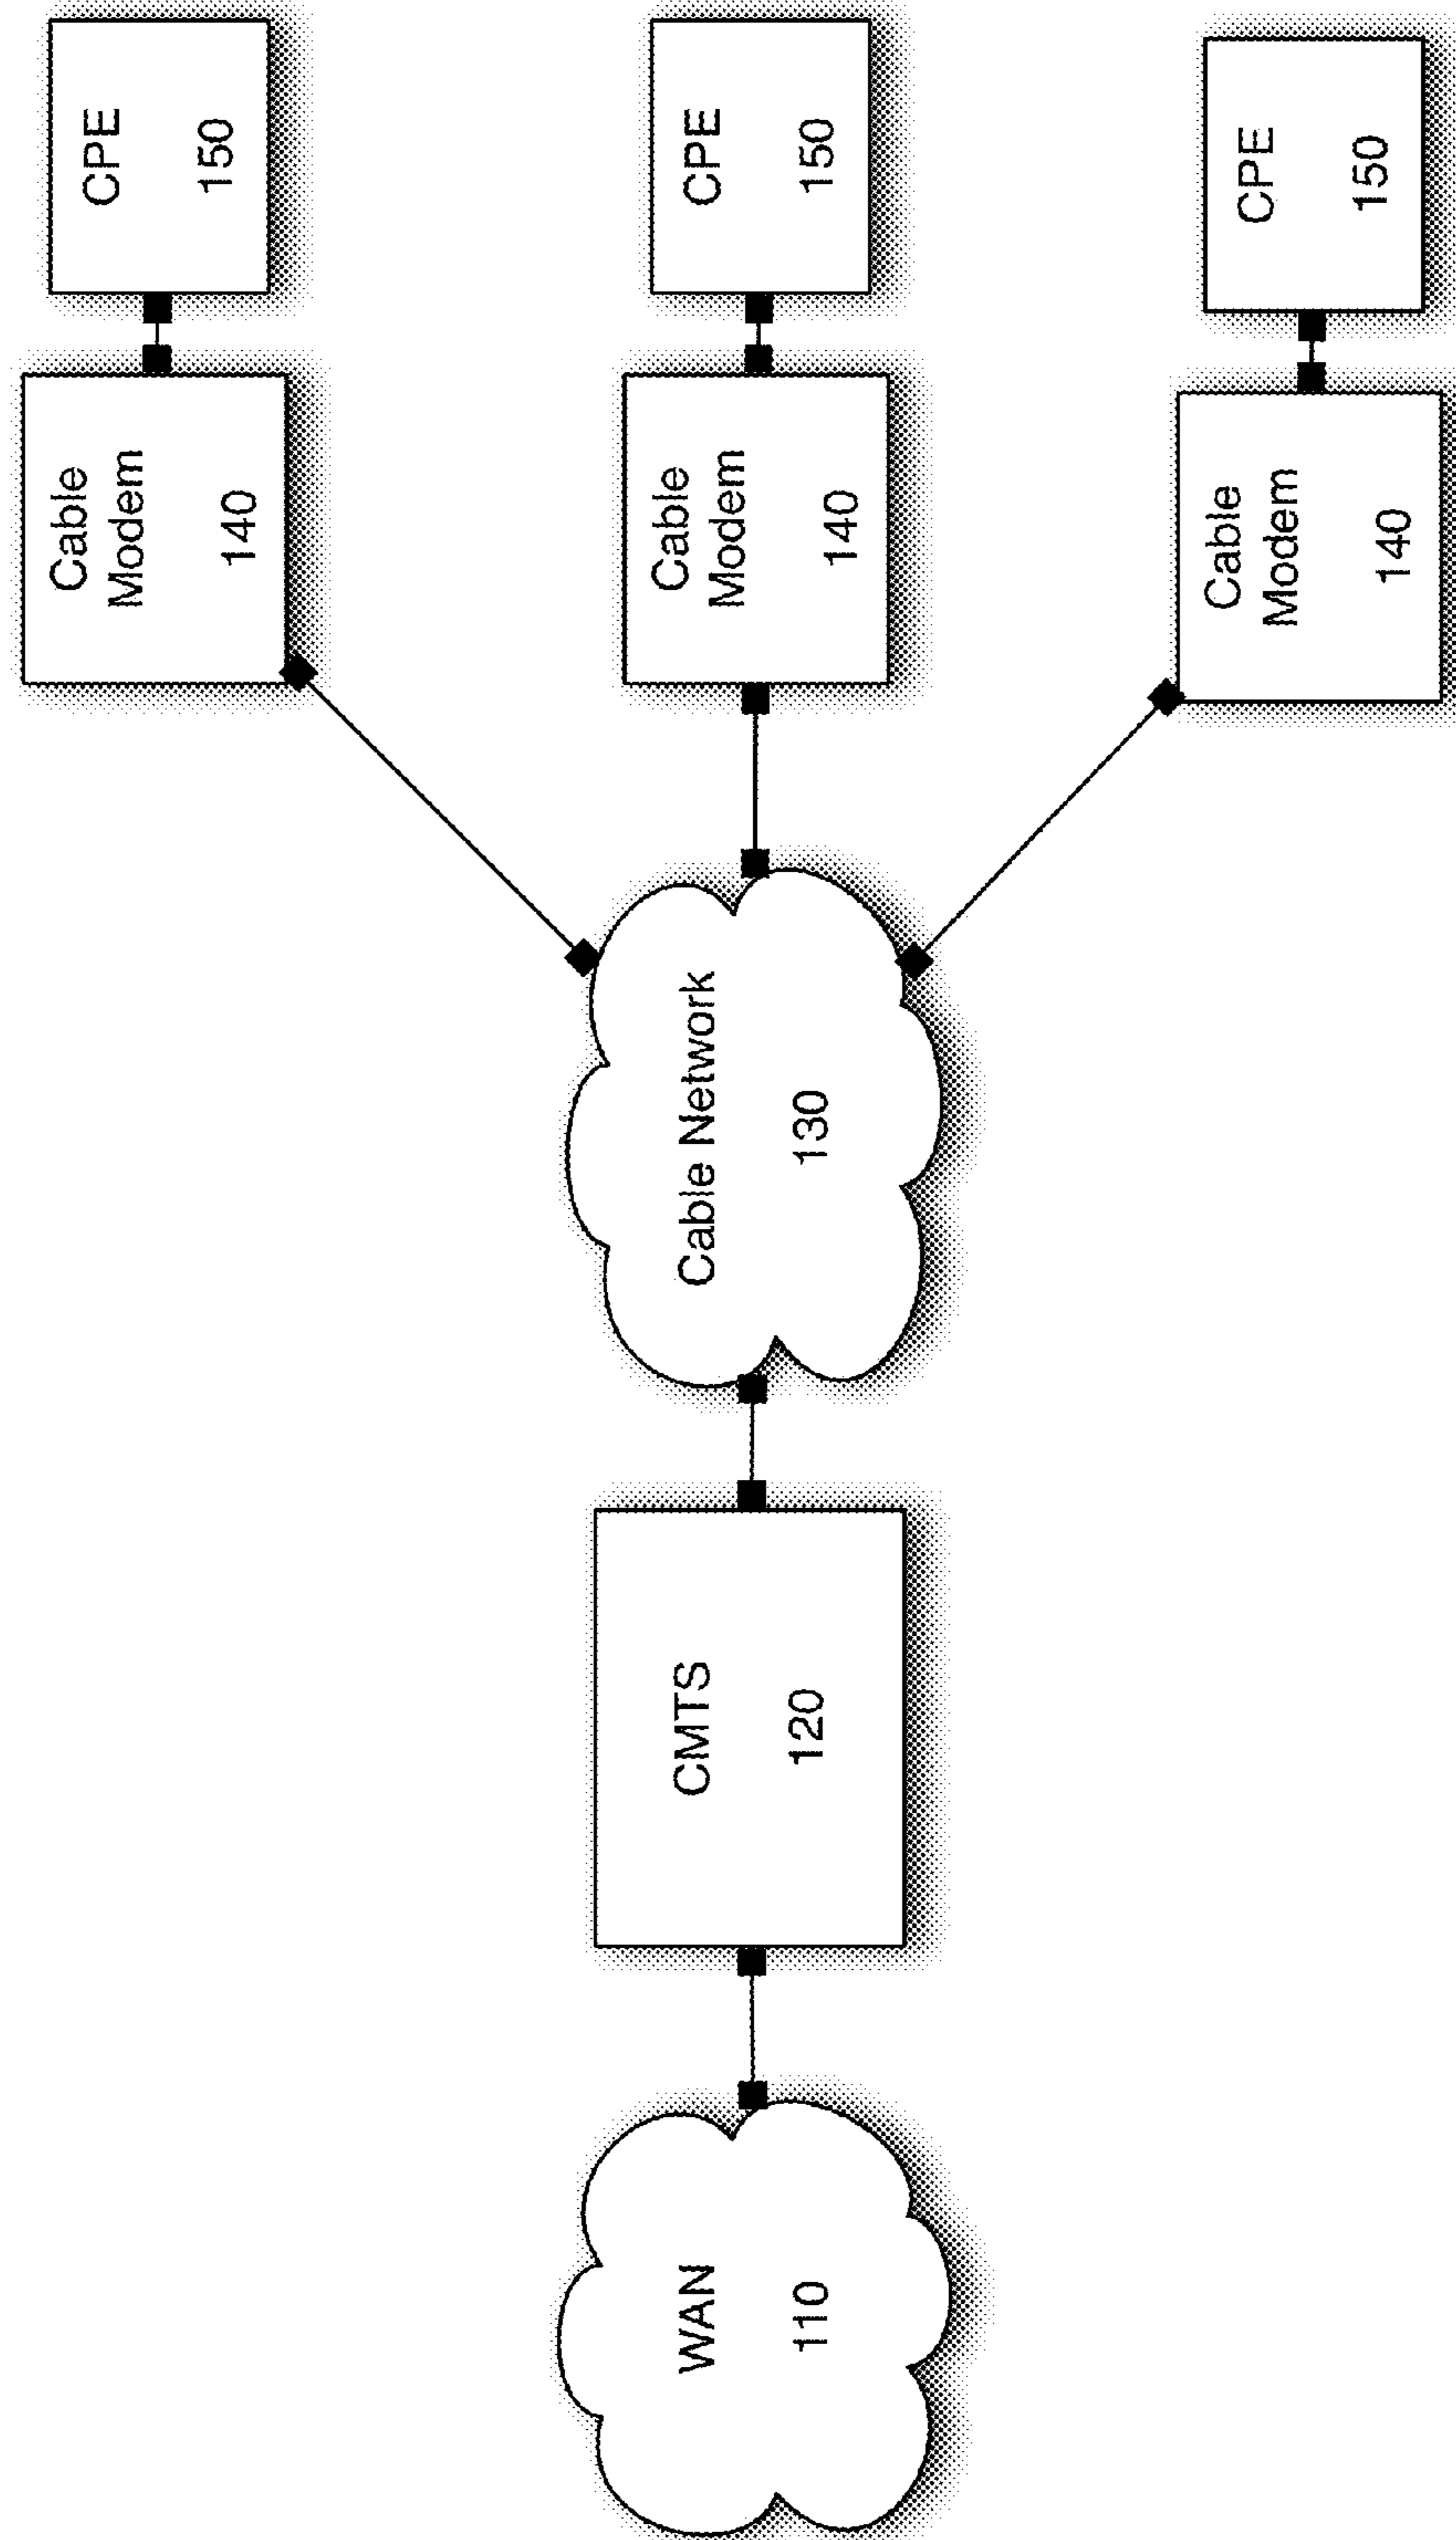 WAN
110
CMTS
120
Cable Network
130
Cable
Modem
140
CPE
150
Cable
Modem
140
CPE
150
Cable
Modem
140
CPE
150